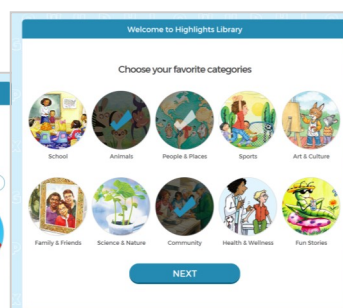 Welcome to Highlights Library
Choose your favorite categories
School
Animals
People & Places
Sports
Art & Culture
Family & Friends
Science & Nature
Community
Health & Wellness
Fun Stories
NEXT